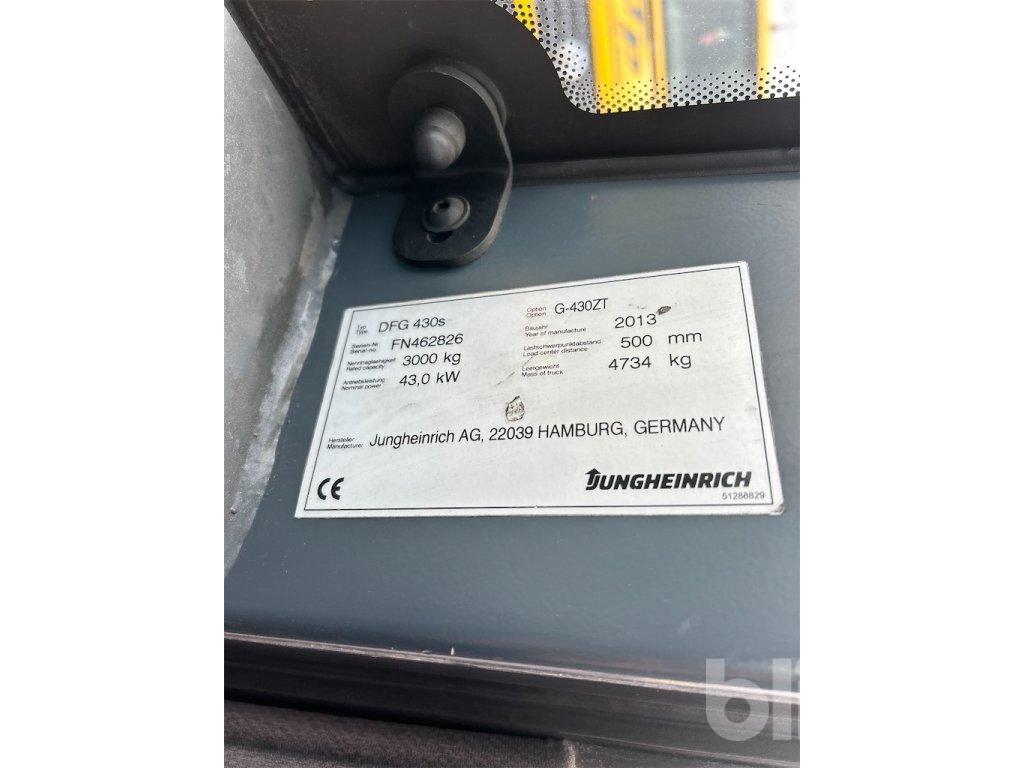 Typ
Type
DFG 430s
Option
Option
G-430ZT
Serien-Nr.
Serial-no.
FN462826
Baujahr
Year of manufacture
2013
Nenntragfaehigkeit
Rated capacity
3000 kg
Lastschwerpunktabstand
Load center distance
500 mm
Antriebsleistung
Nominal power
43,0 kW
Leergewicht
Mass of truck
4734 kg
Hersteller
Manufacturer
Jungheinrich AG, 22039 HAMBURG, GERMANY
CE
JUNGHEINRICH
51288829